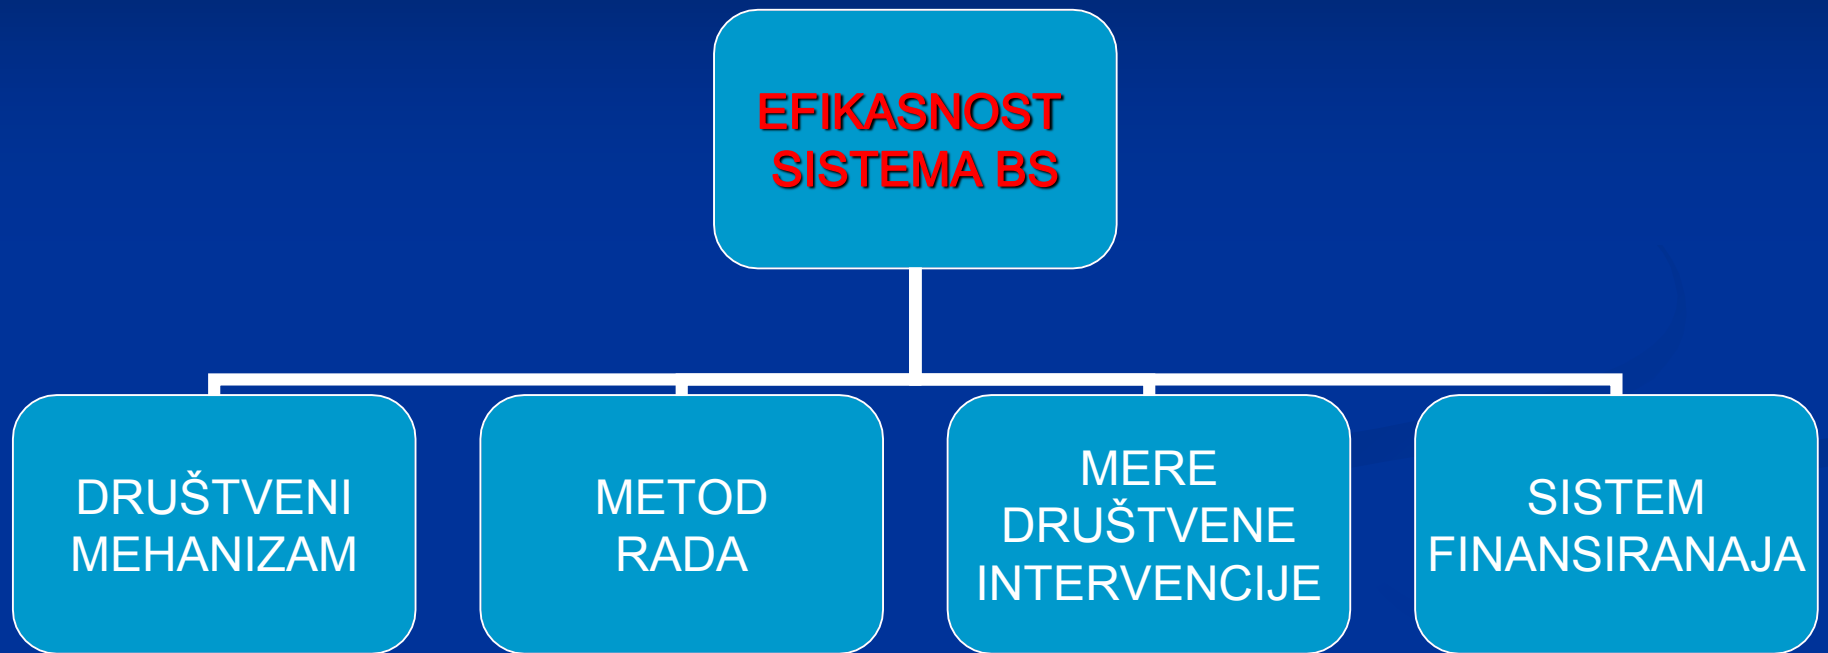 EFIKASNOST
SISTEMA BS
DRUŠTVENI
MEHANIZAM
METOD
RADA
MERE
DRUŠTVENE
INTERVENCIJE
SISTEM
FINANSIRANAJA